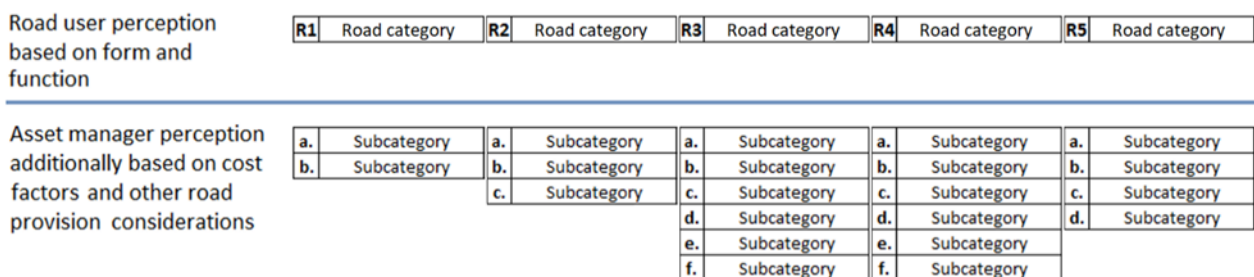 Road user perception
based on form and
function
R1 Road category R2 Road category R3 Road category R4 Road category R5 Road category
Asset manager perception
additionally based on cost
factors and other road
provision considerations
a. Subcategory a. Subcategory a. Subcategory a. Subcategory a. Subcategory
b. Subcategory b. Subcategory b. Subcategory b. Subcategory b. Subcategory
c. Subcategory c. Subcategory c. Subcategory c. Subcategory
d. Subcategory d. Subcategory d. Subcategory
e. Subcategory e. Subcategory
f. Subcategory f. Subcategory